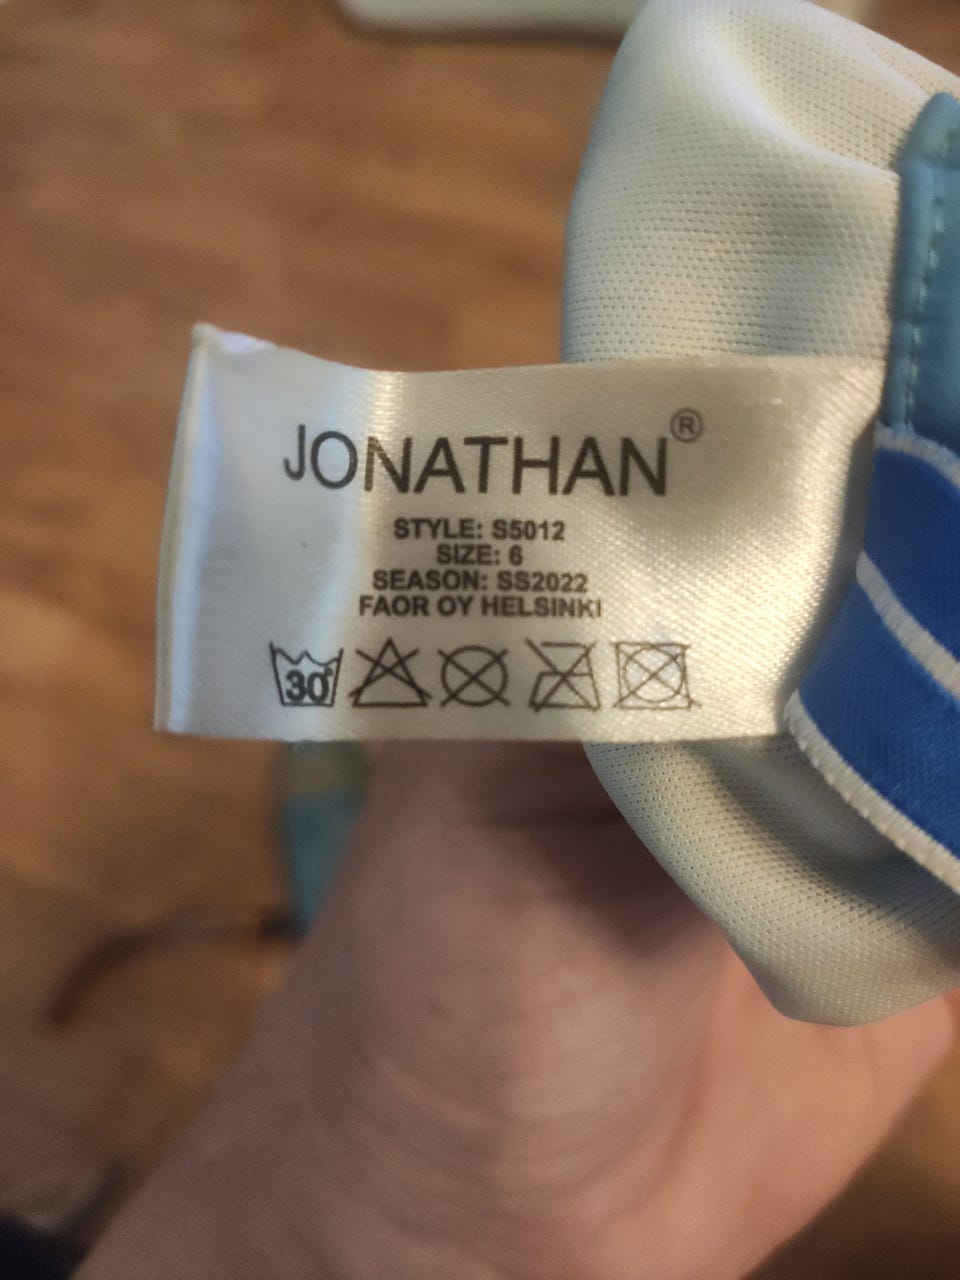 JONATHAN®
STYLE: S5012
SIZE: 6
SEASON: SS2022
FAOR OY HELSINKI
30°